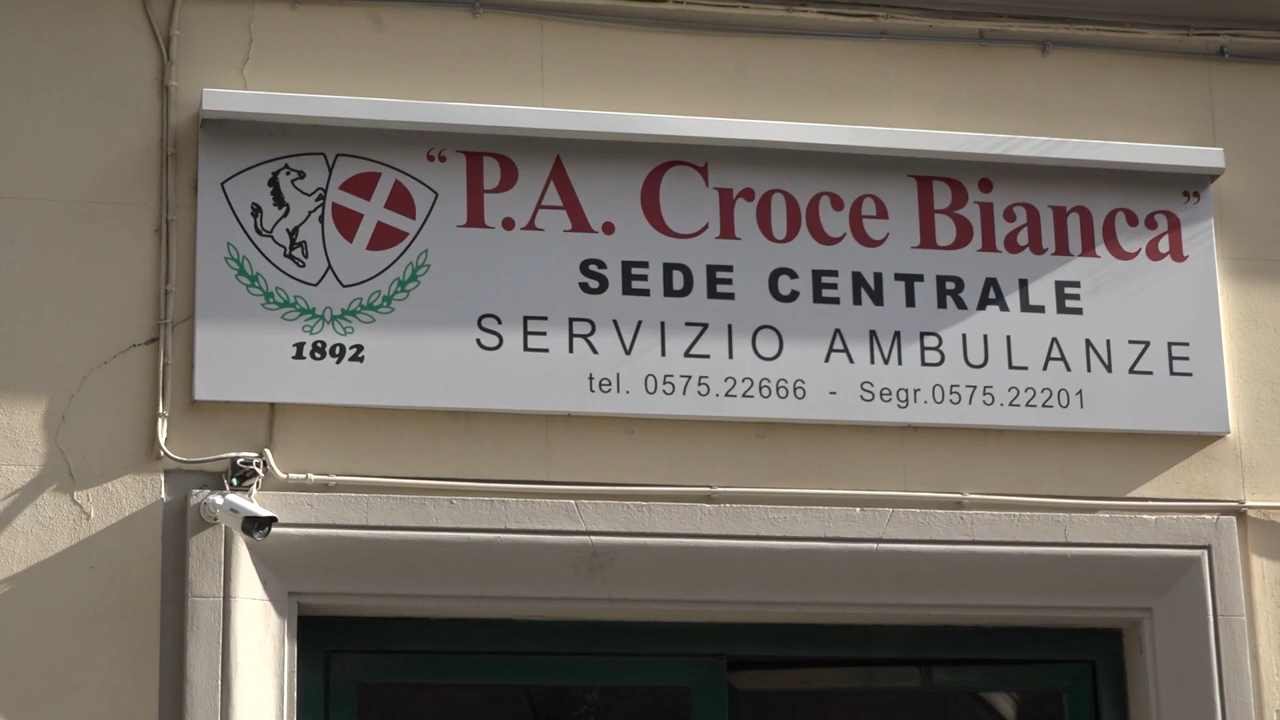 “P.A. Croce Bianca”
SEDE CENTRALE
SERVIZIO AMBULANZE
tel. 0575.22666 - Segr.0575.22201
1892